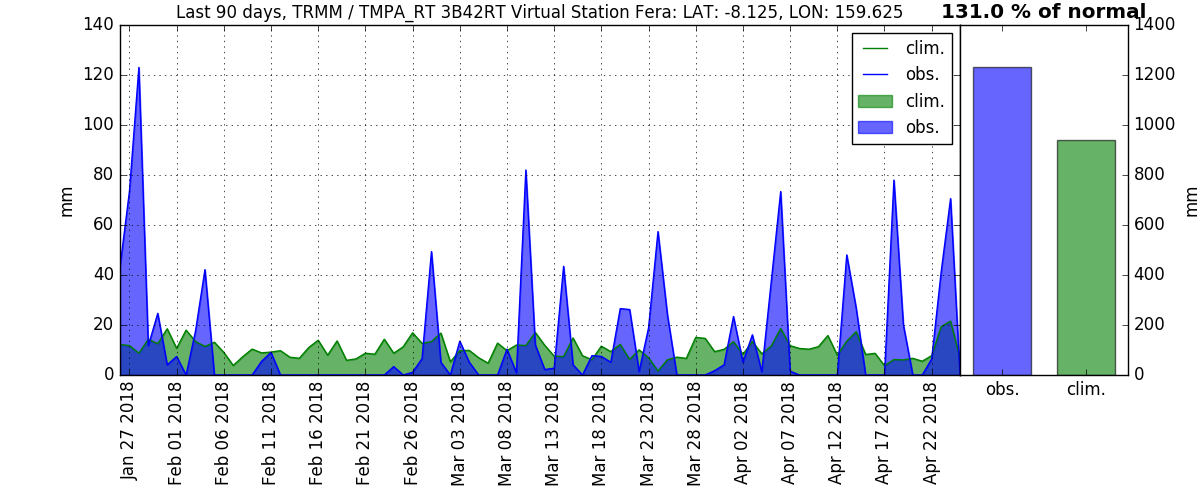 Last 90 days, TRMM / TMPA_RT 3B42RT Virtual Station Fera: LAT: -8.125, LON: 159.625
131.0 % of normal
140
120
100
80
60
40
20
0
mm
clim.
obs.
clim.
obs.
1400
1200
1000
800
600
400
200
0
mm
Jan 27 2018
Feb 01 2018
Feb 06 2018
Feb 11 2018
Feb 16 2018
Feb 21 2018
Feb 26 2018
Mar 03 2018
Mar 08 2018
Mar 13 2018
Mar 18 2018
Mar 23 2018
Mar 28 2018
Apr 02 2018
Apr 07 2018
Apr 12 2018
Apr 17 2018
Apr 22 2018
obs.
clim.